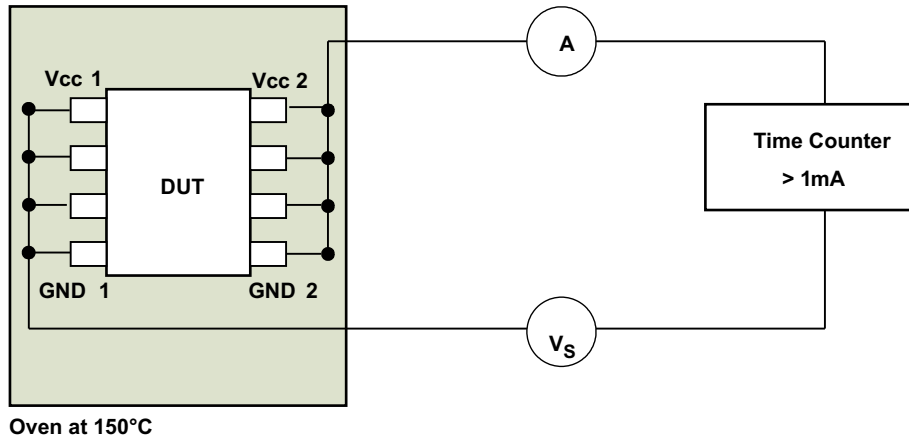 A
Vcc 1
Vcc 2
Time Counter
> 1mA
DUT
GND 1
GND 2
VS
Oven at 150°C